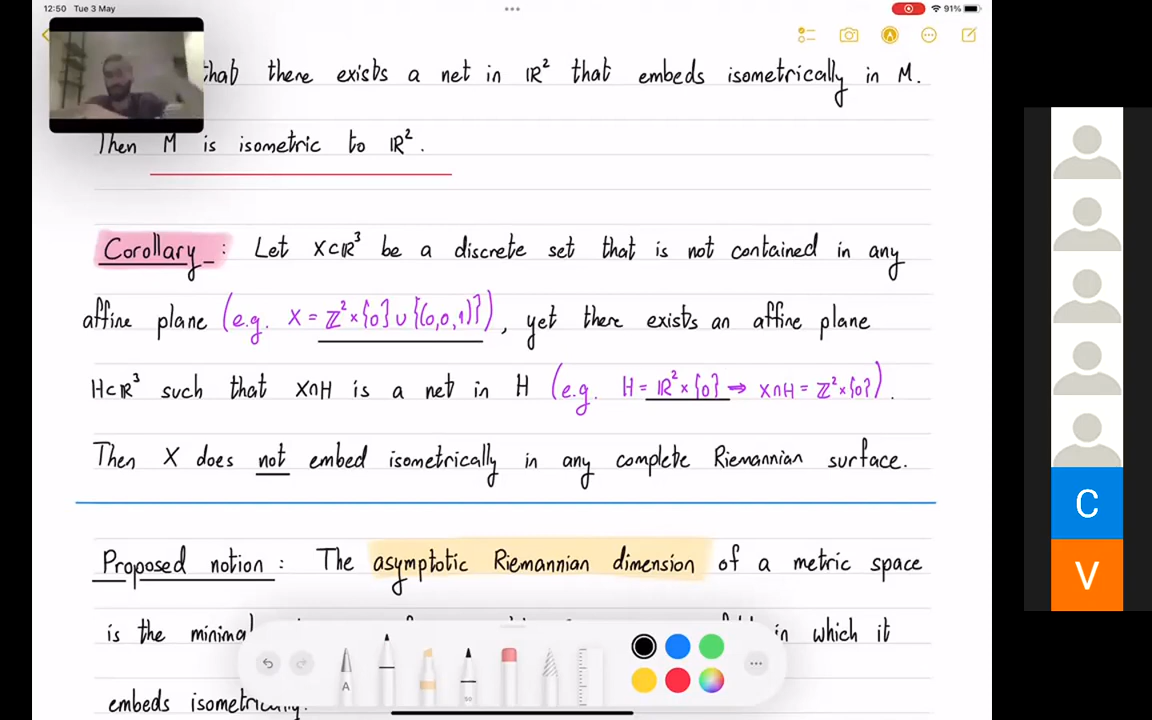 12:50 Tue 3 May
91%
that there exists a net in ℝ² that embeds isometrically in M.
Then M is isometric to ℝ².
Corollary: Let X⊂ℝ³ be a discrete set that is not contained in any
affine plane (e.g. X = ℤ²×{0}∪{(0,0,1)}), yet there exists an affine plane
H⊂ℝ³ such that X∩H is a net in H (e.g. H = ℝ²×{0} ⇒ X∩H = ℤ²×{0}).
Then X does not embed isometrically in any complete Riemannian surface.
Proposed notion: The asymptotic Riemannian dimension of a metric space
is the minimal in which it
embeds isometrically.
A
50
C
V